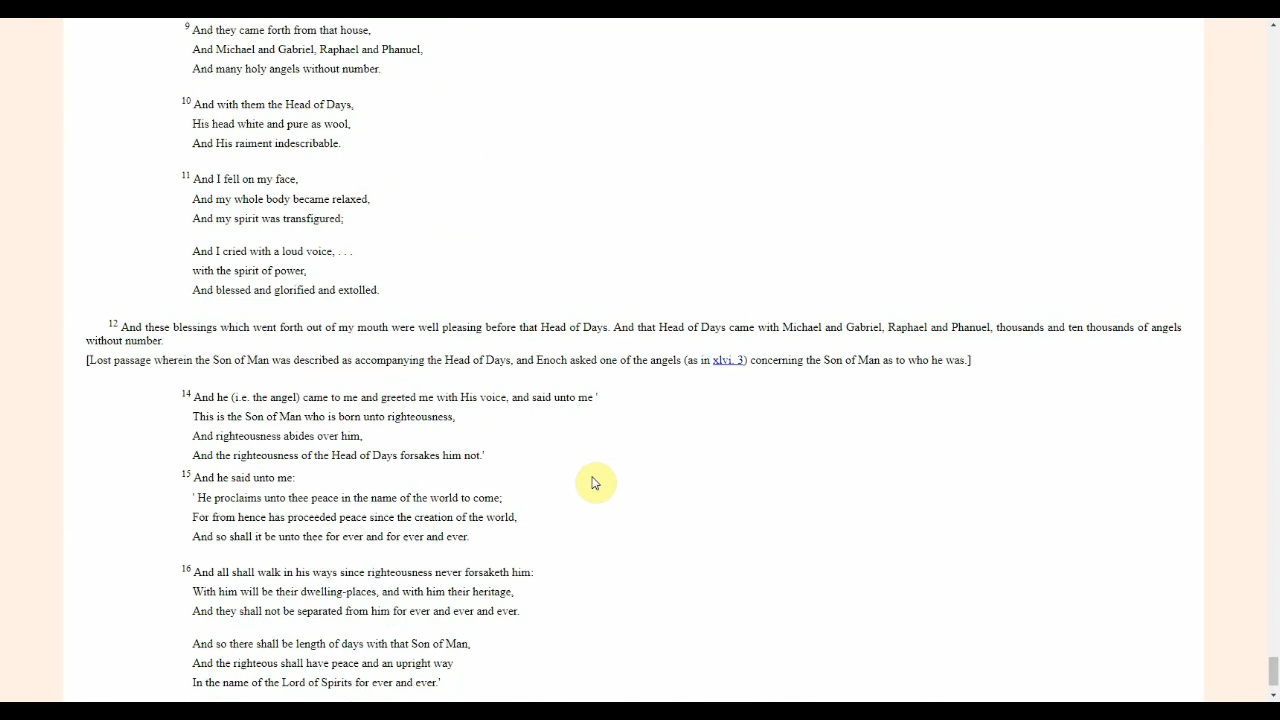 9 And they came forth from that house,
And Michael and Gabriel, Raphael and Phanuel,
And many holy angels without number.
10 And with them the Head of Days,
His head white and pure as wool,
And His raiment indescribable.
11 And I fell on my face,
And my whole body became relaxed,
And my spirit was transfigured;
And I cried with a loud voice, . . .
with the spirit of power,
And blessed and glorified and extolled.
12 And these blessings which went forth out of my mouth were well pleasing before that Head of Days. And that Head of Days came with Michael and Gabriel, Raphael and Phanuel, thousands and ten thousands of angels
without number.
[Lost passage wherein the Son of Man was described as accompanying the Head of Days, and Enoch asked one of the angels (as in xlvi. 3) concerning the Son of Man as to who he was.]
14 And he (i.e. the angel) came to me and greeted me with His voice, and said unto me '
This is the Son of Man who is born unto righteousness,
And righteousness abides over him,
And the righteousness of the Head of Days forsakes him not.'
15 And he said unto me:
' He proclaims unto thee peace in the name of the world to come;
For from hence has proceeded peace since the creation of the world,
And so shall it be unto thee for ever and for ever and ever.
16 And all shall walk in his ways since righteousness never forsaketh him:
With him will be their dwelling-places, and with him their heritage,
And they shall not be separated from him for ever and ever and ever.
And so there shall be length of days with that Son of Man,
And the righteous shall have peace and an upright way
In the name of the Lord of Spirits for ever and ever.'